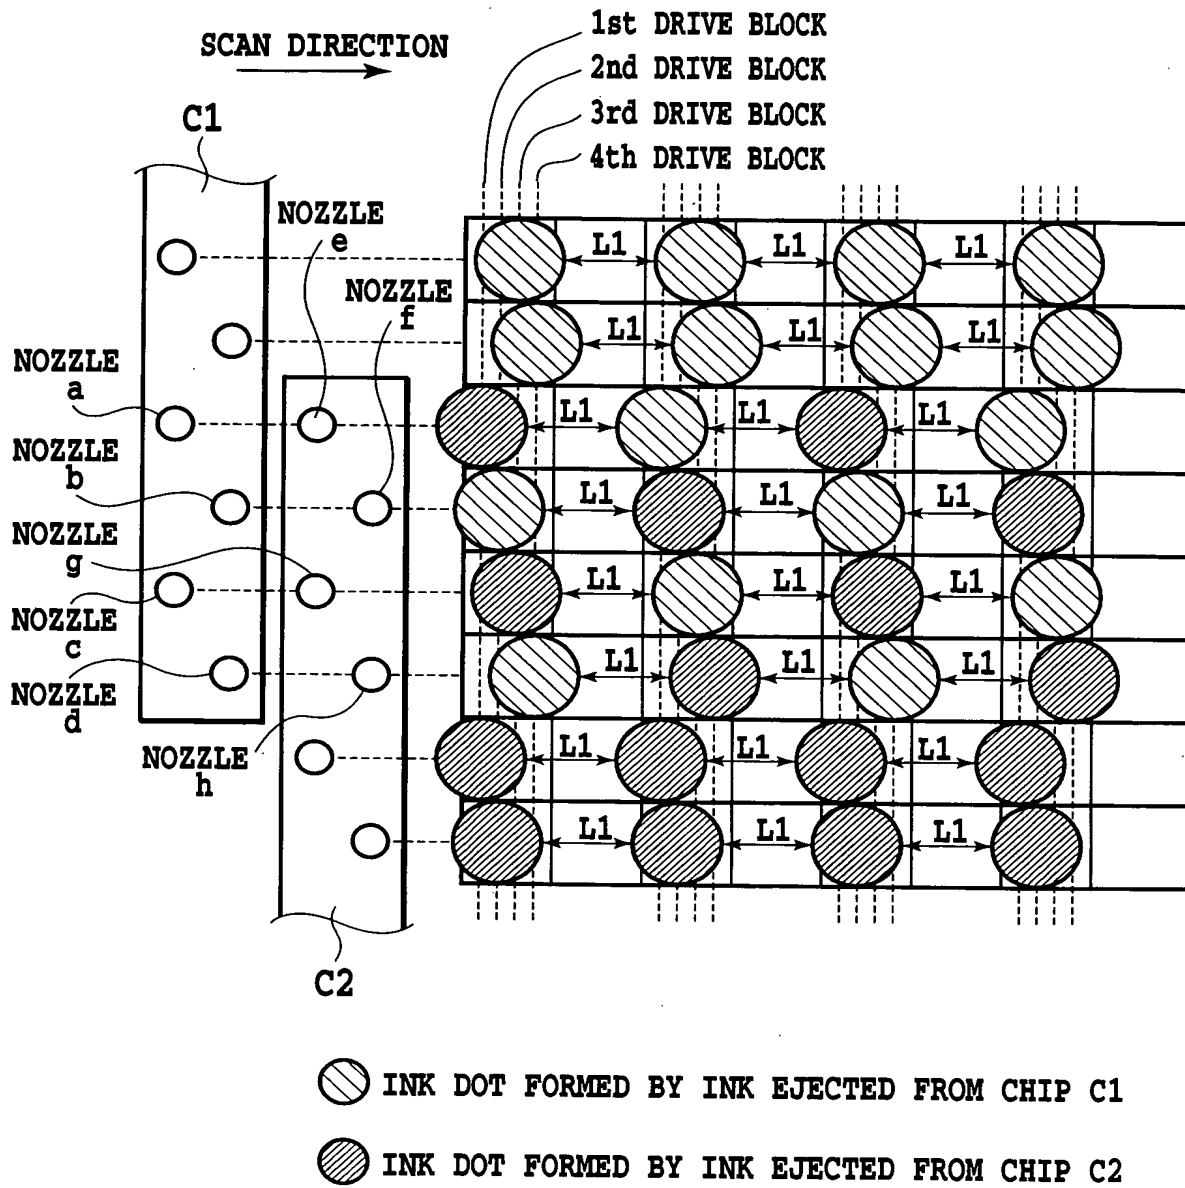 1st DRIVE BLOCK
SCAN DIRECTION
2nd DRIVE BLOCK
3rd DRIVE BLOCK
C1
4th DRIVE BLOCK
NOZZLE
e
L1 L1 L1
NOZZLE
f
L1 L1 L1
NOZZLE
a
L1 L1 L1
NOZZLE
b
L1 L1 L1
NOZZLE
g
L1 L1 L1
NOZZLE
c
L1 L1 L1
NOZZLE
d
NOZZLE
h
L1 L1 L1
L1 L1 L1
C2
INK DOT FORMED BY INK EJECTED FROM CHIP C1
INK DOT FORMED BY INK EJECTED FROM CHIP C2